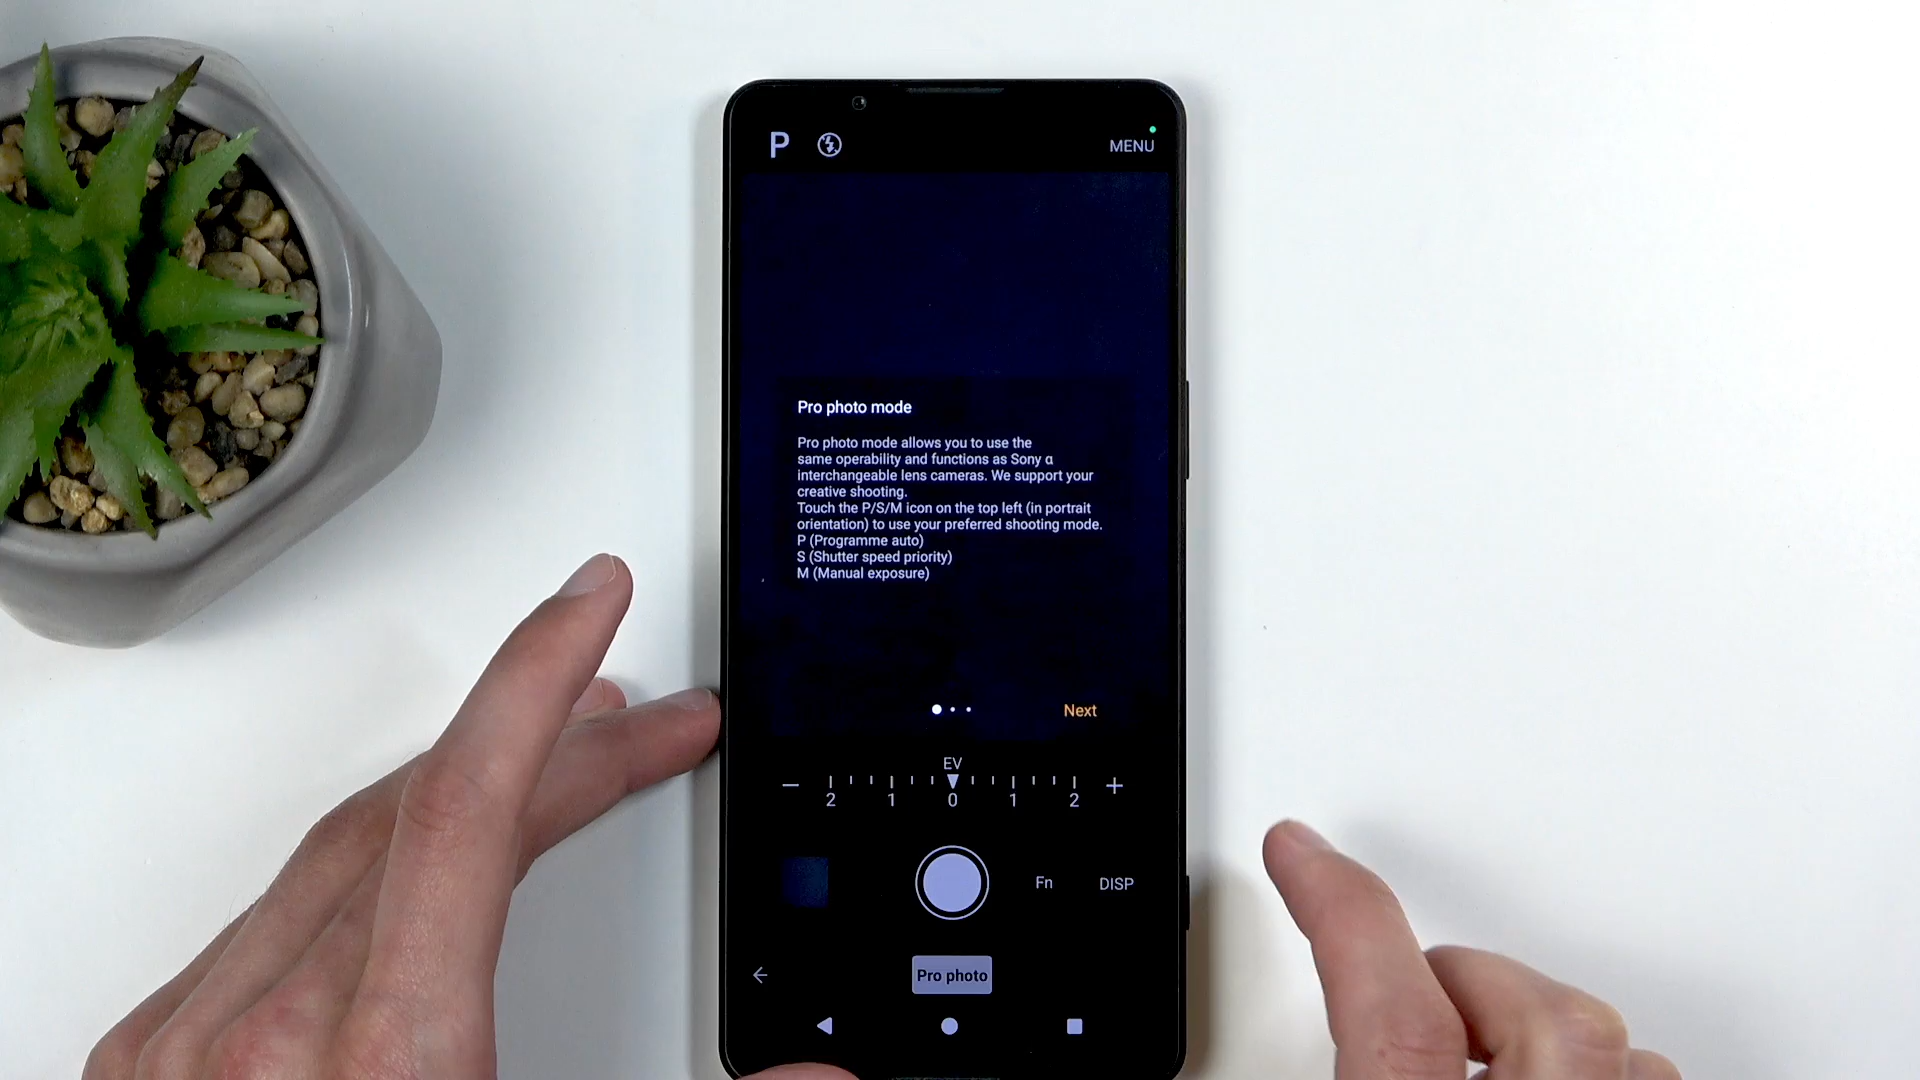 P MENU
Pro photo mode
Pro photo mode allows you to use the
same operability and functions as Sony α
interchangeable lens cameras. We support your
creative shooting.
Touch the P/S/M icon on the top left (in portrait
orientation) to use your preferred shooting mode.
P (Programme auto)
S (Shutter speed priority)
M (Manual exposure)
Next
EV
− 2 1 0 1 2 +
Fn DISP
Pro photo